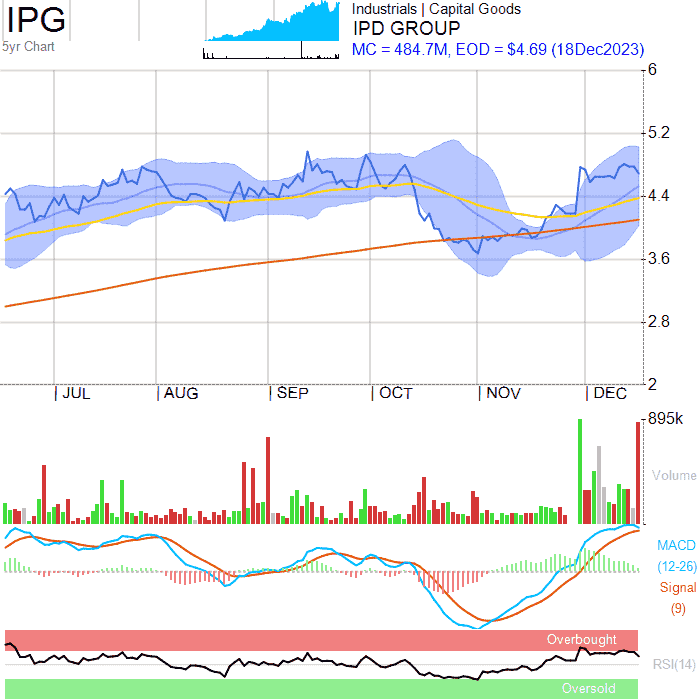 IPG
5yr Chart
Industrials | Capital Goods
IPD GROUP
MC = 484.7M, EOD = $4.69 (18Dec2023)
6
5.2
4.4
3.6
2.8
2
JUL
AUG
SEP
OCT
NOV
DEC
895k
Volume
MACD
(12-26)
Signal
(9)
Overbought
RSI(14)
Oversold